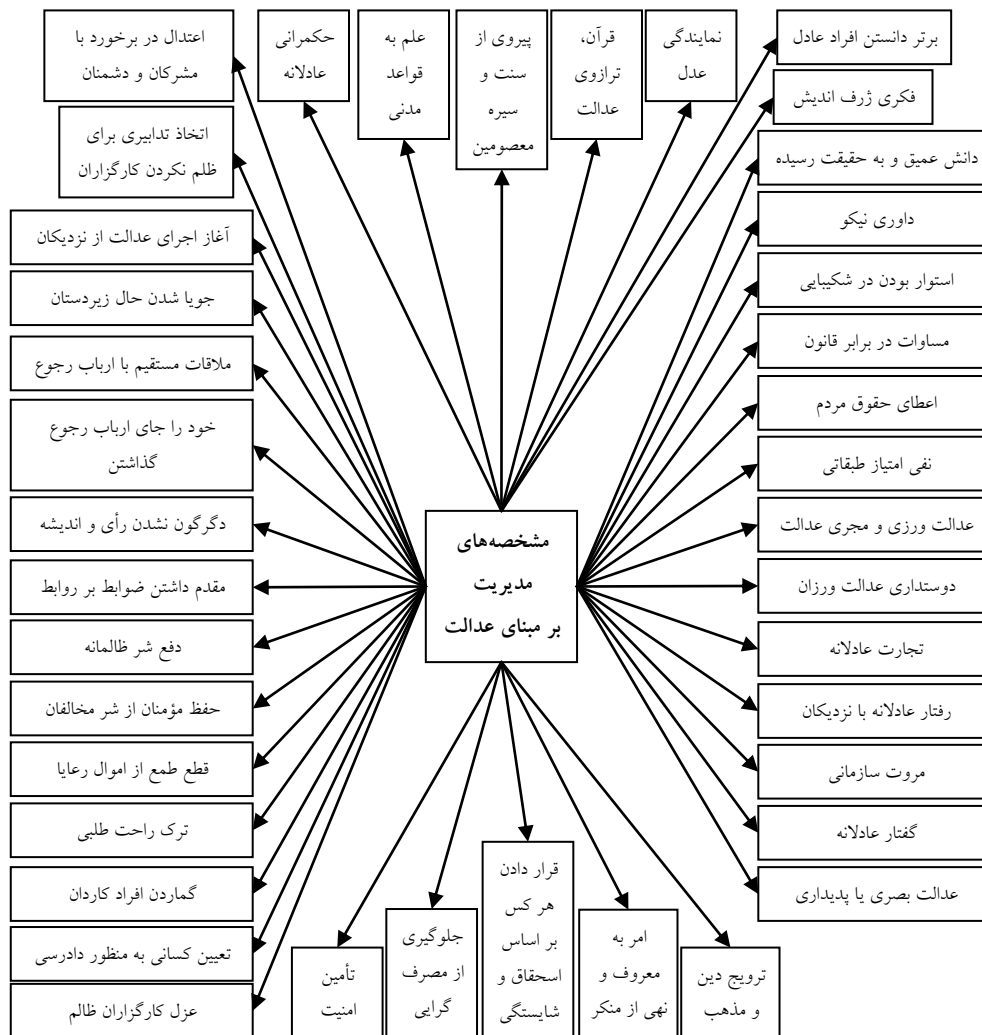 برتر دانستن افراد عادل
فکری ژرف اندیش
دانش عمیق و به حقیقت رسیده
داوری نیکو
استوار بودن در شکیبایی
مساوات در برابر قانون
اعطای حقوق مردم
نفی امتیاز طبقاتی
عدالت ورزی و مجری عدالت
دوستداری عدالت ورزان
تجارت عادلانه
رفتار عادلانه با نزدیکان
مروت سازمانی
گفتار عادلانه
عدالت بصری یا پدیداری
نمایندگی
عدل
قرآن،
ترازوی
عدالت
پیروی از
سنت و
سیره
معصومین
علم به
قواعد
مدنی
حکمرانی
عادلانه
مشخصه‌های
مدیریت
بر مبنای عدالت
ترویج دین
و مذهب
امر به
معروف و
نهی از منکر
قرار دادن
هر کس
بر اساس
اسحقاق و
شایستگی
جلوگیری
از مصرف
گرایی
تأمین
امنیت
اعتدال در برخورد با
مشرکان و دشمنان
اتخاذ تدابیری برای
ظلم نکردن کارگزاران
آغاز اجرای عدالت از نزدیکان
جویا شدن حال زیردستان
ملاقات مستقیم با ارباب رجوع
خود را جای ارباب رجوع
گذاشتن
دگرگون نشدن رأی و اندیشه
مقدم داشتن ضوابط بر روابط
دفع شر ظالمانه
حفظ مؤمنان از شر مخالفان
قطع طمع از اموال رعایا
ترک راحت طلبی
گماردن افراد کاردان
تعیین کسانی به منظور دادرسی
عزل کارگزاران ظالم